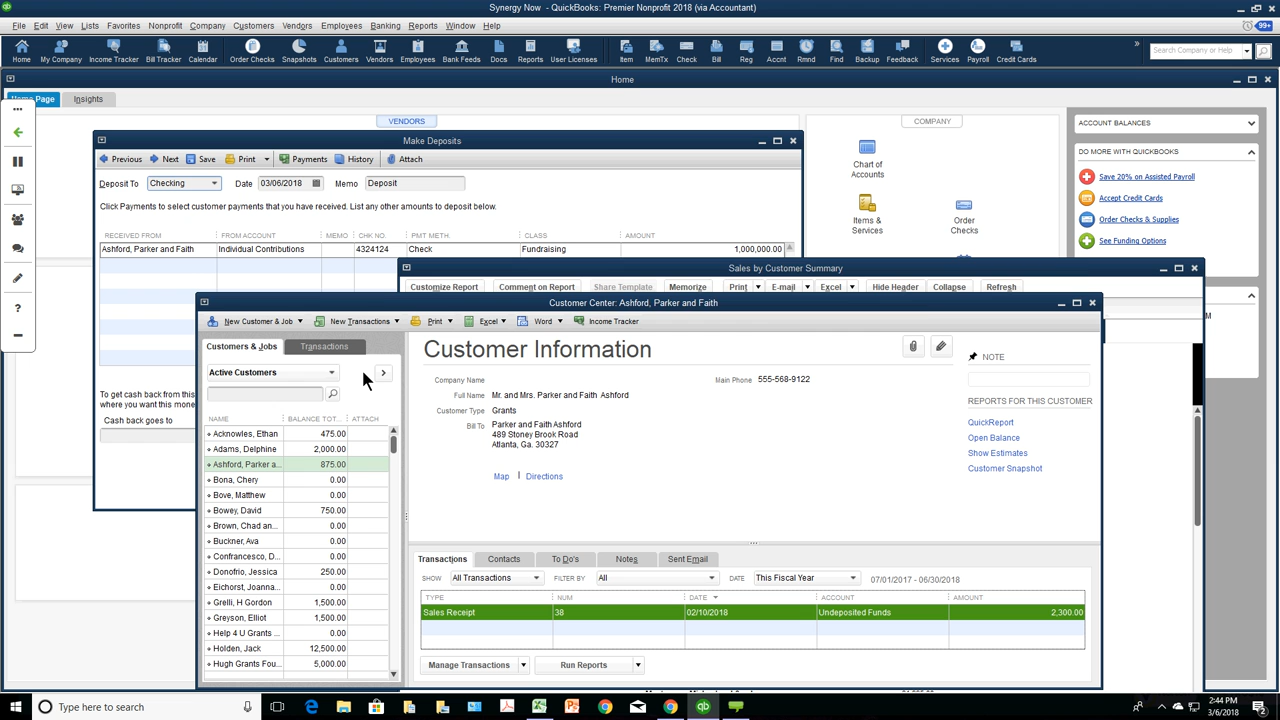 Synergy Now - QuickBooks: Premier Nonprofit 2018 (via Accountant)
File Edit View Lists Favorites Nonprofit Company Customers Vendors Employees Banking Reports Window Help
99+
Home My Company Income Tracker Bill Tracker Calendar Order Checks Snapshots Customers Vendors Employees Bank Feeds Docs Reports User Licenses Item MemTx Check Bill Reg Accnt Rmnd Find Backup Feedback Services Payroll Credit Cards
Search Company or Help
Home
Home Page Insights
VENDORS
COMPANY
ACCOUNT BALANCES
Chart of
Accounts
Items &
Services
Order
Checks
DO MORE WITH QUICKBOOKS
Save 20% on Assisted Payroll
Accept Credit Cards
Order Checks & Supplies
See Funding Options
Make Deposits
Previous Next Save Print Payments History Attach
Deposit To Checking Date 03/06/2018 Memo Deposit
Click Payments to select customer payments that you have received. List any other amounts to deposit below.
RECEIVED FROM FROM ACCOUNT MEMO CHK NO. PMT METH. CLASS AMOUNT
Ashford, Parker and Faith Individual Contributions 4324124 Check Fundraising 1,000,000.00
To get cash back from this
where you want this mone
Cash back goes to
Sales by Customer Summary
Customize Report Comment on Report Share Template Memorize Print E-mail Excel Hide Header Collapse Refresh
Customer Center: Ashford, Parker and Faith
New Customer & Job New Transactions Print Excel Word Income Tracker
Customers & Jobs Transactions
Active Customers
NAME BALANCE TOT... ATTACH
Acknowles, Ethan 475.00
Adams, Delphine 2,000.00
Ashford, Parker a... 875.00
Bona, Chery 0.00
Bove, Matthew 0.00
Bowey, David 750.00
Brown, Chad an... 0.00
Buckner, Ava 0.00
Confrancesco, D... 0.00
Donofrio, Jessica 250.00
Eichorst, Joanna... 0.00
Grelli, H Gordon 1,500.00
Greyson, Elliot 1,500.00
Help 4 U Grants ... 0.00
Holden, Jack 12,500.00
Hugh Grants Fou... 5,000.00
Customer Information
Company Name
Full Name Mr. and Mrs. Parker and Faith Ashford
Customer Type Grants
Bill To Parker and Faith Ashford
489 Stoney Brook Road
Atlanta, Ga. 30327
Main Phone 555-568-9122
Map | Directions
NOTE
REPORTS FOR THIS CUSTOMER
QuickReport
Open Balance
Show Estimates
Customer Snapshot
Transactions Contacts To Do's Notes Sent Email
SHOW All Transactions FILTER BY All DATE This Fiscal Year 07/01/2017 - 06/30/2018
TYPE NUM DATE ACCOUNT AMOUNT
Sales Receipt 38 02/10/2018 Undeposited Funds 2,300.00
Manage Transactions Run Reports
Type here to search
2:44 PM
3/6/2018